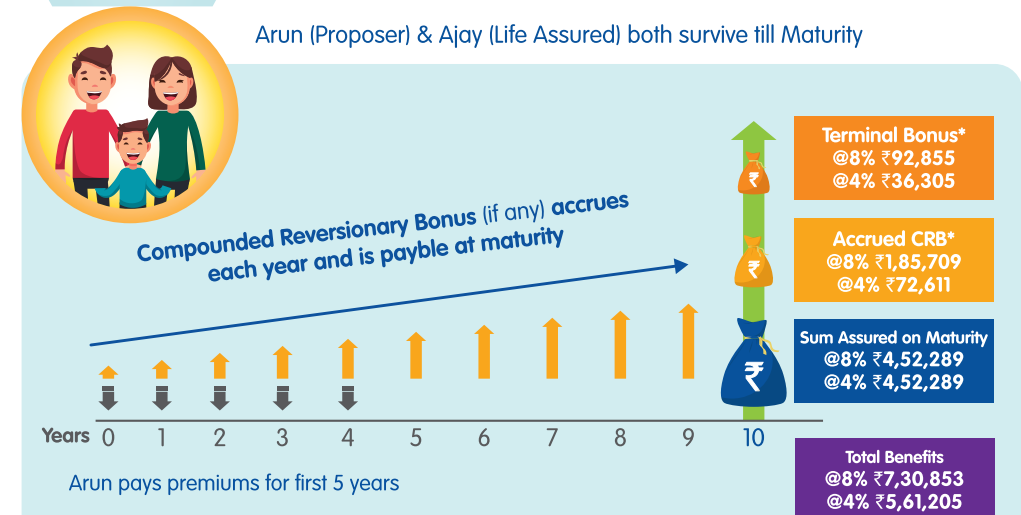 Arun (Proposer) & Ajay (Life Assured) both survive till Maturity
Terminal Bonus*
@8% ₹92,855
@4% ₹36,305
Compounded Reversionary Bonus (if any) accrues
each year and is payble at maturity
Accrued CRB*
@8% ₹1,85,709
@4% ₹72,611
Sum Assured on Maturity
@8% ₹4,52,289
@4% ₹4,52,289
₹
₹
₹
Years 0 1 2 3 4 5 6 7 8 9 10
Total Benefits
@8% ₹7,30,853
@4% ₹5,61,205
Arun pays premiums for first 5 years